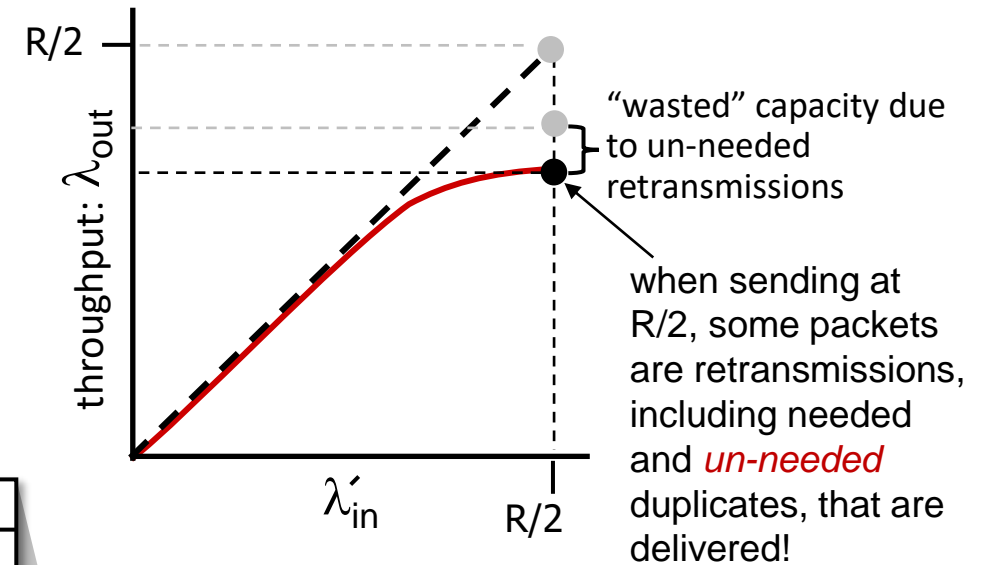 R/2
throughput: λout
“wasted” capacity due
to un-needed
retransmissions
when sending at
R/2, some packets
are retransmissions,
including needed
and un-needed
duplicates, that are
delivered!
λ′in
R/2